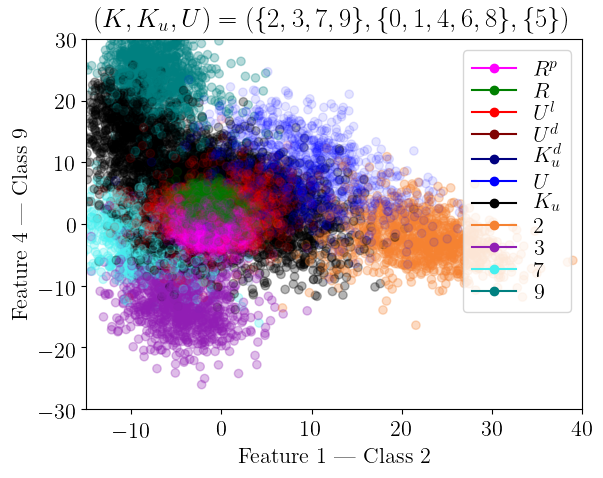 (K, K_u, U) = ({2, 3, 7, 9}, {0, 1, 4, 6, 8}, {5})
30
20
10
0
−10
−20
−30
Feature 4 — Class 9
R^p
R
U^l
U^d
K_u^d
U
K_u
2
3
7
9
−10
0
10
20
30
40
Feature 1 — Class 2